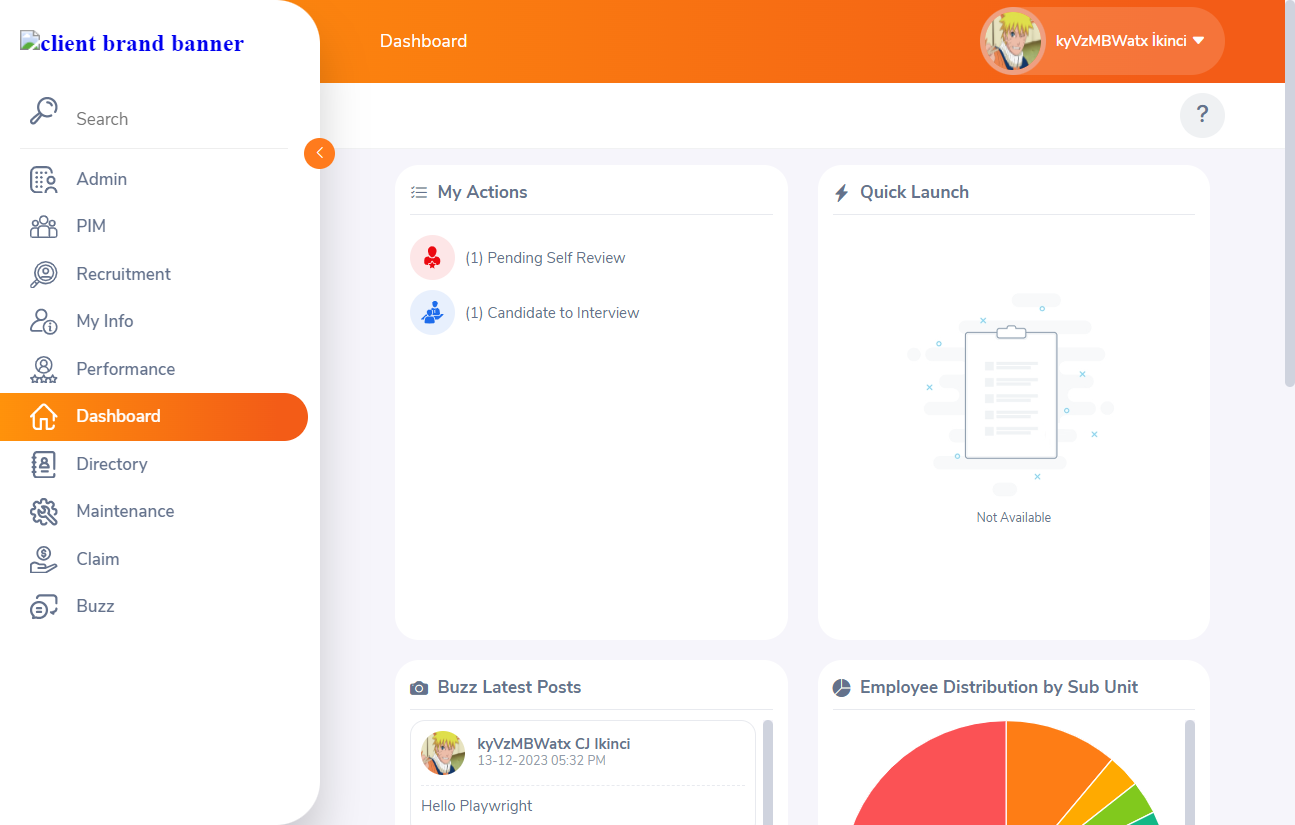 client brand banner
Dashboard
kyVzMBWatx İkinci
Search
?
Admin
PIM
Recruitment
My Info
Performance
Dashboard
Directory
Maintenance
Claim
Buzz
My Actions
(1) Pending Self Review
(1) Candidate to Interview
Quick Launch
Not Available
Buzz Latest Posts
kyVzMBWatx CJ Ikinci
13-12-2023 05:32 PM
Hello Playwright
Employee Distribution by Sub Unit